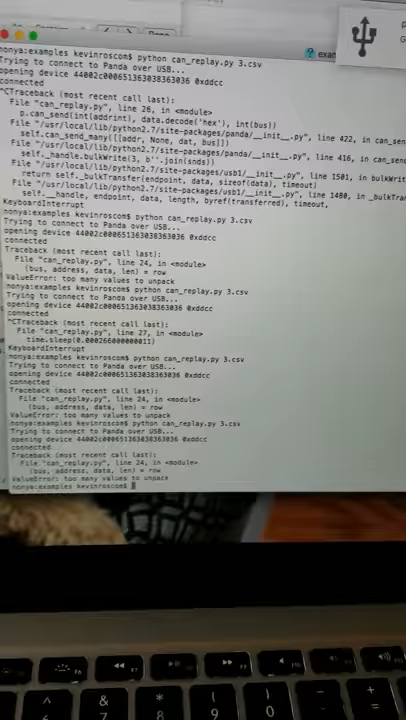 nonya:examples kevinroscom$ python can_replay.py 3.csv
Trying to connect to Panda over USB...
opening device 44002c000651363038363036 0xddcc
connected
^CTraceback (most recent call last):
File "can_replay.py", line 26, in <module>
p.can_send(int(addrint), data.decode('hex'), int(bus))
File "/usr/local/lib/python2.7/site-packages/panda/__init__.py", line 422, in can_sen
self.can_send_many([[addr, None, dat, bus]])
File "/usr/local/lib/python2.7/site-packages/panda/__init__.py", line 416, in can_sen
self._handle.bulkWrite(3, b''.join(snds))
File "/usr/local/lib/python2.7/site-packages/usb1/__init__.py", line 1501, in bulkWrit
return self._bulkTransfer(endpoint, data, sizeof(data), timeout)
File "/usr/local/lib/python2.7/site-packages/usb1/__init__.py", line 1480, in _bulkTran
self.__handle, endpoint, data, length, byref(transferred), timeout,
KeyboardInterrupt
nonya:examples kevinroscom$ python can_replay.py 3.csv
Trying to connect to Panda over USB...
opening device 44002c000651363038363036 0xddcc
connected
Traceback (most recent call last):
File "can_replay.py", line 24, in <module>
(bus, address, data, len) = row
ValueError: too many values to unpack
nonya:examples kevinroscom$ python can_replay.py 3.csv
Trying to connect to Panda over USB...
opening device 44002c000651363038363036 0xddcc
connected
^CTraceback (most recent call last):
File "can_replay.py", line 27, in <module>
time.sleep(0.000266000000011)
KeyboardInterrupt
nonya:examples kevinroscom$ python can_replay.py 3.csv
Trying to connect to Panda over USB...
opening device 44002c000651363038363036 0xddcc
connected
Traceback (most recent call last):
File "can_replay.py", line 24, in <module>
(bus, address, data, len) = row
ValueError: too many values to unpack
nonya:examples kevinroscom$ python can_replay.py 3.csv
Trying to connect to Panda over USB...
opening device 44002c000651363038363036 0xddcc
connected
Traceback (most recent call last):
File "can_replay.py", line 24, in <module>
(bus, address, data, len) = row
ValueError: too many values to unpack
nonya:examples kevinroscom$
^ & * ( ) - + =
7 8 9 0